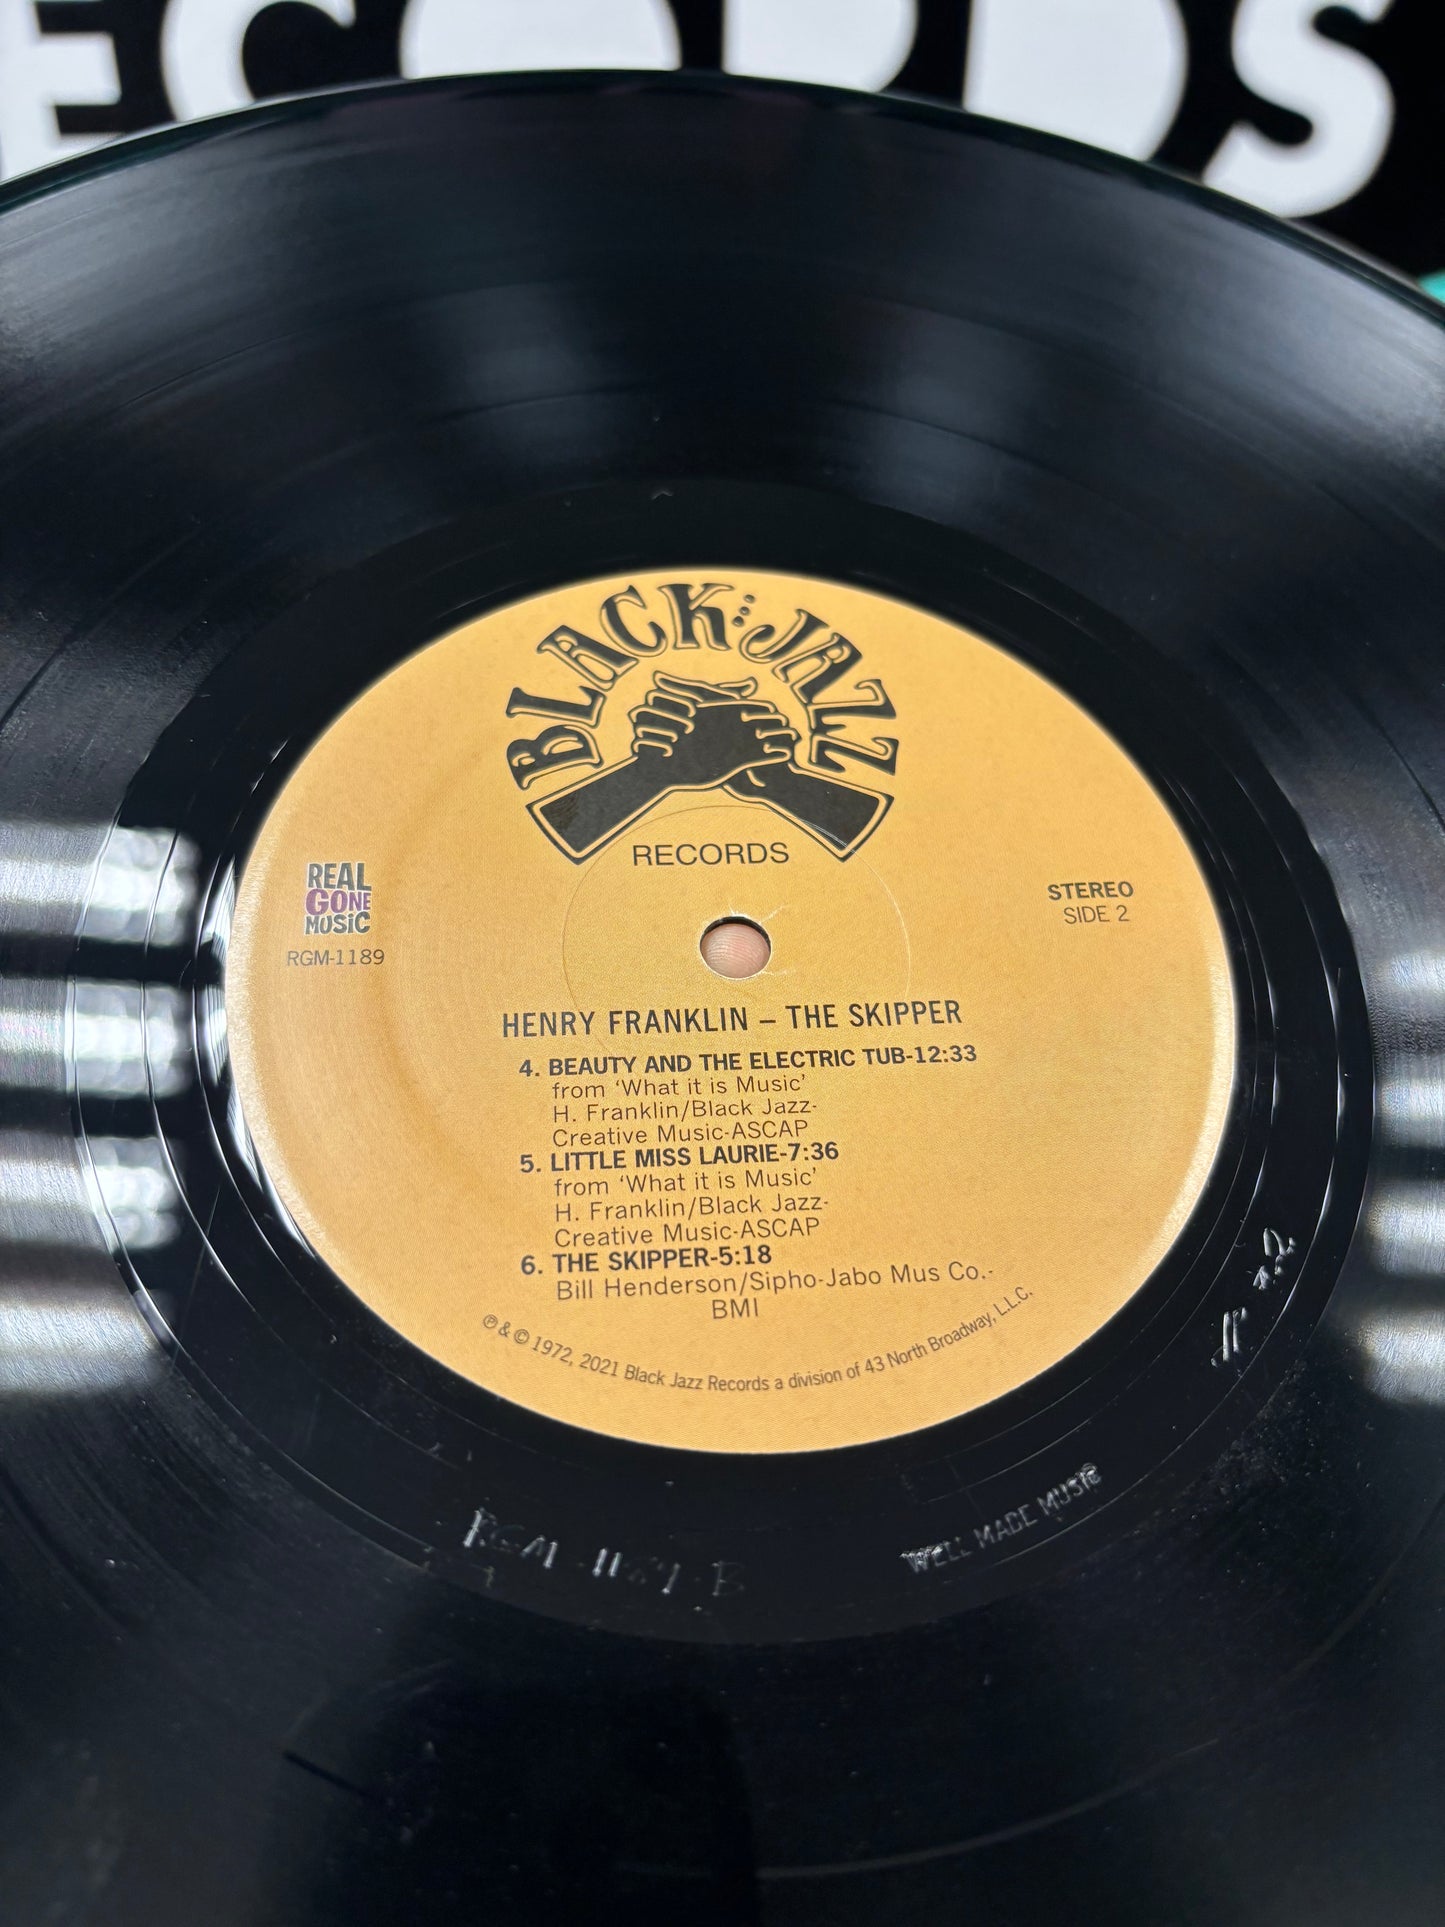 ECORDS
BLACK JAZZ
RECORDS
REAL
GONE
MUSIC
RGM-1189
STEREO
SIDE 2
HENRY FRANKLIN – THE SKIPPER
4. BEAUTY AND THE ELECTRIC TUB-12:33
from ‘What it is Music’
H. Franklin/Black Jazz-
Creative Music-ASCAP
5. LITTLE MISS LAURIE-7:36
from ‘What it is Music’
H. Franklin/Black Jazz-
Creative Music-ASCAP
6. THE SKIPPER-5:18
Bill Henderson/Sipho-Jabo Mus Co.-
BMI
℗ & © 1972, 2021 Black Jazz Records a division of 43 North Broadway, L.L.C.
WELL MADE MUSIC